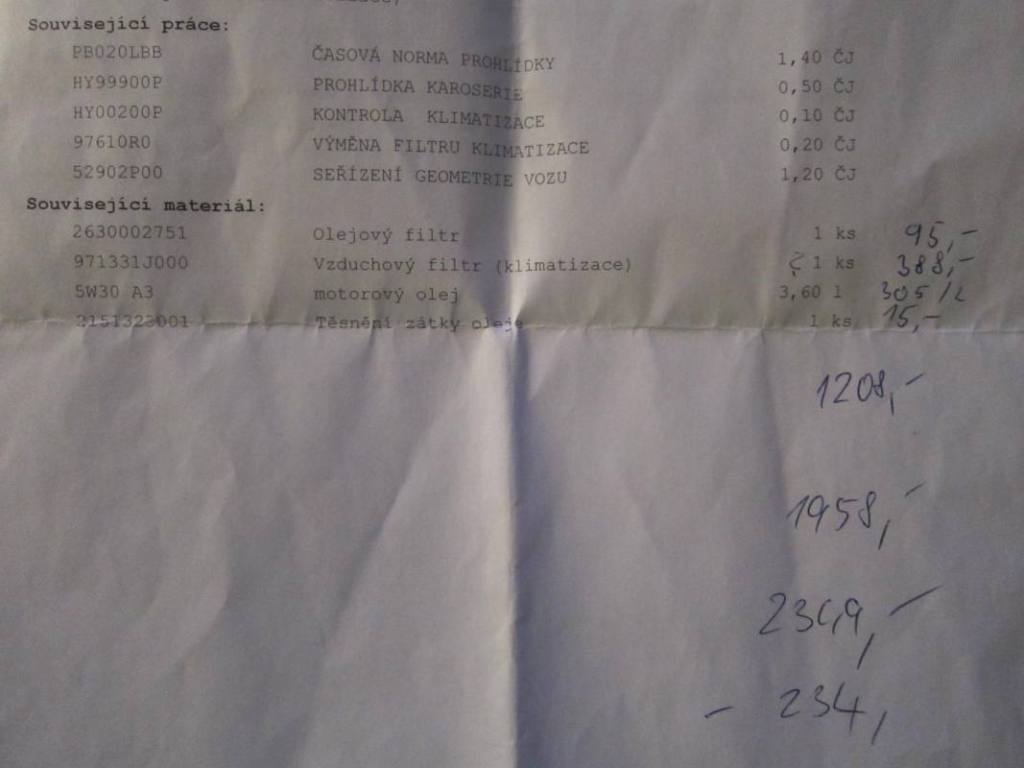 Související práce:
PB020LBB ČASOVÁ NORMA PROHLÍDKY 1,40 ČJ
HY99900P PROHLÍDKA KAROSERIE 0,50 ČJ
HY00200P KONTROLA KLIMATIZACE 0,10 ČJ
97610R0 VÝMĚNA FILTRU KLIMATIZACE 0,20 ČJ
52902P00 SEŘÍZENÍ GEOMETRIE VOZU 1,20 ČJ
Související materiál:
2630002751 Olejový filtr 1 ks 95,-
971331J000 Vzduchový filtr (klimatizace) 1 ks 388,-
5W30 A3 motorový olej 3,60 l 305/L
2151323001 Těsnění zátky oleje 1 ks 15,-
1208,-
1958,-
- 234,